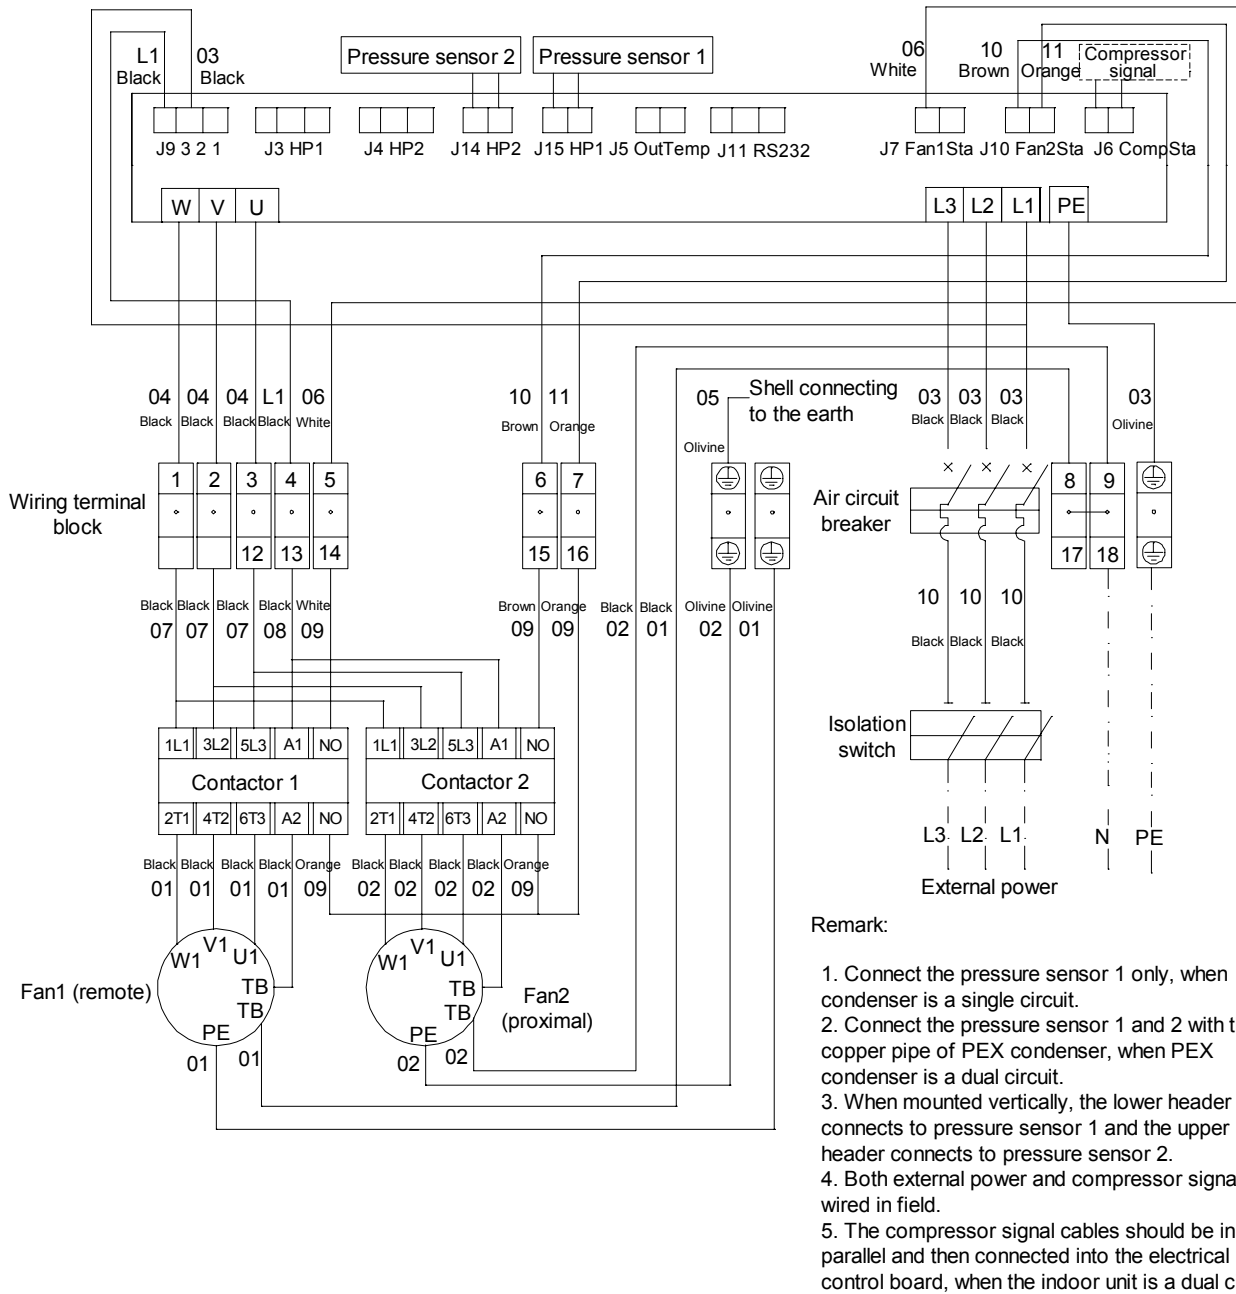 L1 03
Black Black
Pressure sensor 2 Pressure sensor 1
06 10 11 Compressor
White Brown Orange signal
J9 3 2 1 J3 HP1 J4 HP2 J14 HP2 J15 HP1 J5 OutTemp J11 RS232 J7 Fan1Sta J10 Fan2Sta J6 CompSta
W V U L3 L2 L1 PE
04 04 04 L1 06 10 11 05 Shell connecting 03 03 03 03
to the earth
Black Black Black Black White Brown Orange Olivine Black Black Black Olivine
Wiring terminal
block
1 2 3 4 5 6 7 8 9
Air circuit
breaker
12 13 14 15 16 17 18
Black Black Black Black White Brown Orange Black Black Olivine Olivine
07 07 07 08 09 09 09 02 01 02 01
10 10 10
Black Black Black
Isolation
switch
1L1 3L2 5L3 A1 NO 1L1 3L2 5L3 A1 NO
Contactor 1 Contactor 2
2T1 4T2 6T3 A2 NO 2T1 4T2 6T3 A2 NO
L3 L2 L1 N PE
Black Black Black Black Orange Black Black Black Black Orange
01 01 01 01 09 02 02 02 02 09
External power
W1 V1 U1 W1 V1 U1
Fan1 (remote) TB TB Fan2
TB TB (proximal)
PE PE
01 01 02 02
Remark:
1. Connect the pressure sensor 1 only, when
condenser is a single circuit.
2. Connect the pressure sensor 1 and 2 with t
copper pipe of PEX condenser, when PEX
condenser is a dual circuit.
3. When mounted vertically, the lower header
connects to pressure sensor 1 and the upper
header connects to pressure sensor 2.
4. Both external power and compressor signa
wired in field.
5. The compressor signal cables should be in
parallel and then connected into the electrical
control board, when the indoor unit is a dual c